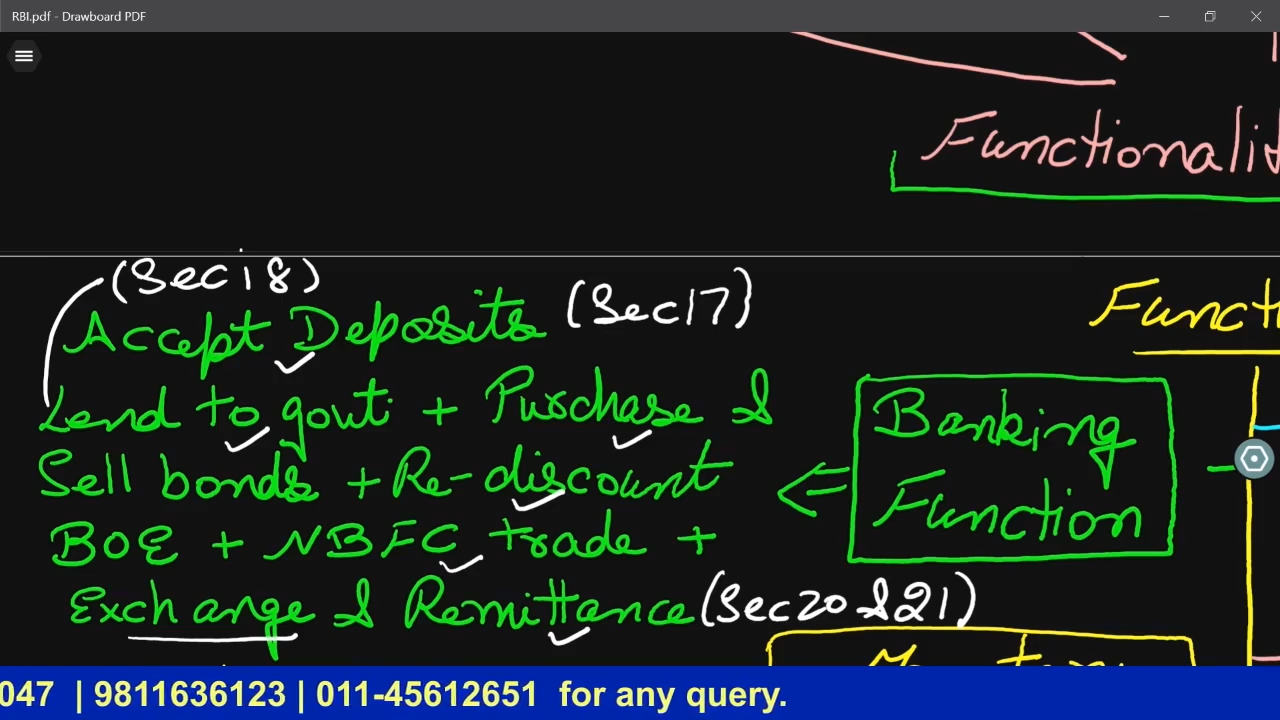 RBI.pdf - Drawboard PDF
Functionalit
(Sec 18)
Accept Deposits (Sec 17)
Lend to govt + Purchase &
Sell bonds + Re-discount
BOE + NBFC trade +
Exchange & Remittance (Sec 20 & 21)
Functi
Banking
Function
047 | 9811636123 | 011-45612651 for any query.